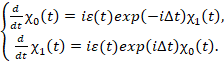 d/dt χ₀(t) = iε(t)exp(−iΔt)χ₁(t),
d/dt χ₁(t) = iε(t)exp(iΔt)χ₀(t).